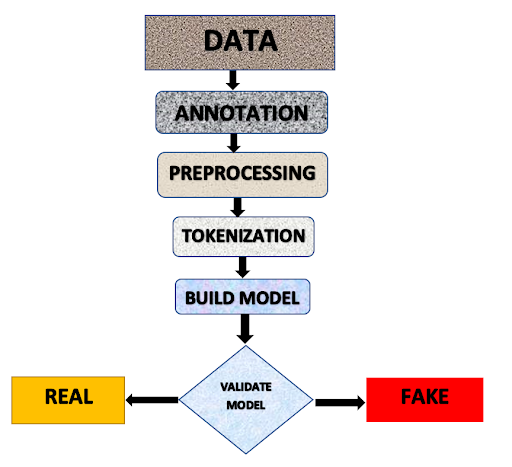 DATA
ANNOTATION
PREPROCESSING
TOKENIZATION
BUILD MODEL
VALIDATE
MODEL
REAL
FAKE